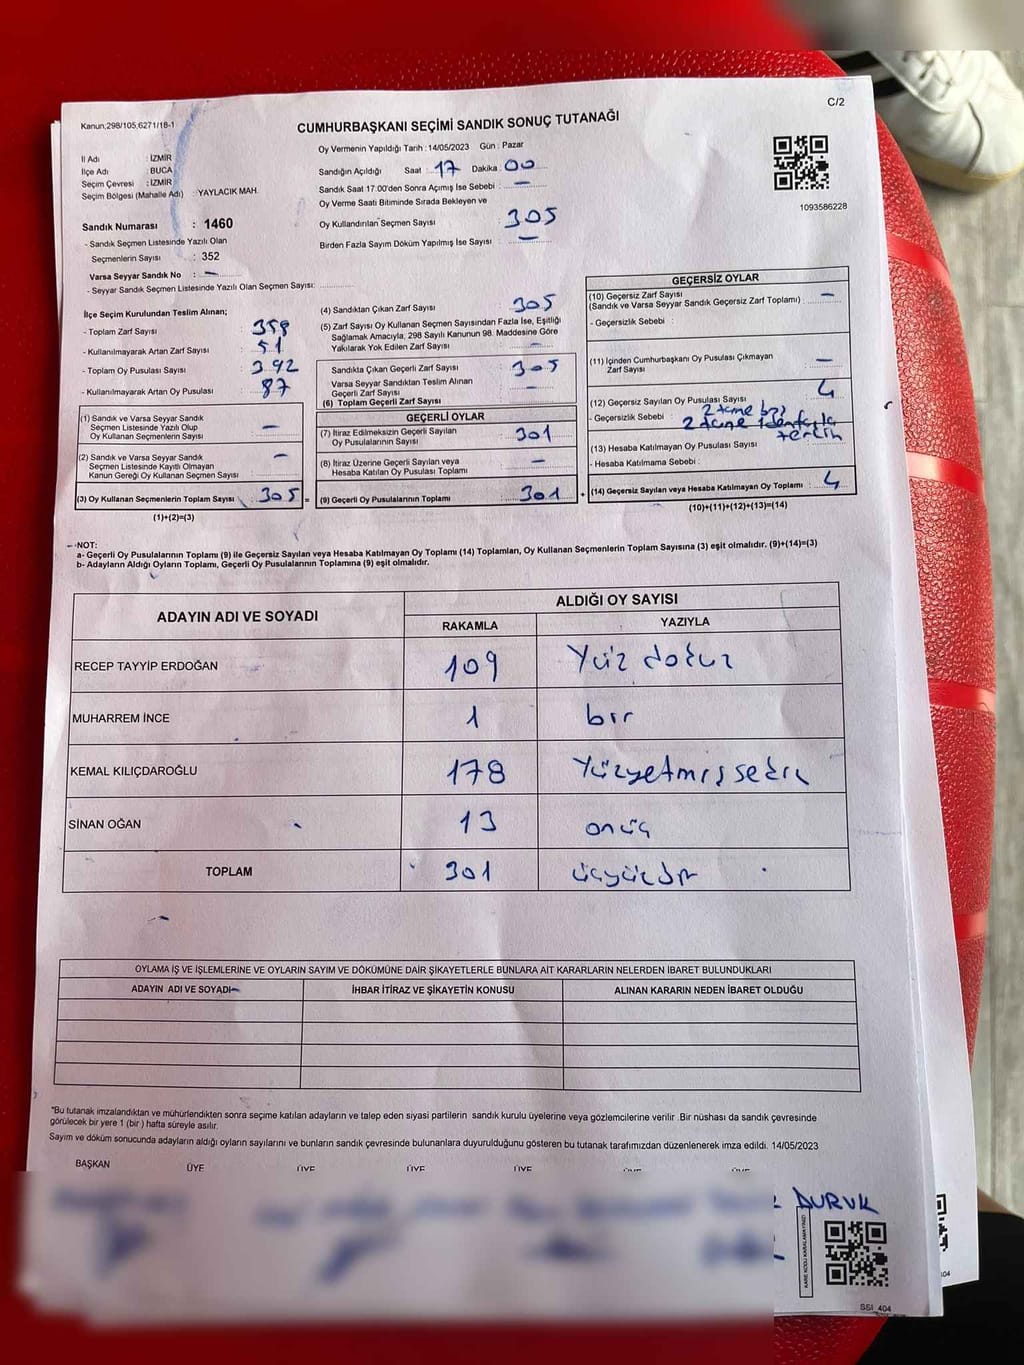 C/2
Kanun,298/105,6271/18-1
CUMHURBAŞKANI SEÇİMİ SANDIK SONUÇ TUTANAĞI
İl Adı : İZMİR
İlçe Adı : BUCA
Seçim Çevresi : İZMİR
Seçim Bölgesi (Mahalle Adı) : YAYLACIK MAH.
Sandık Numarası : 1460
- Sandık Seçmen Listesinde Yazılı Olan
Seçmenlerin Sayısı : 352
Varsa Seyyar Sandık No : —
- Seyyar Sandık Seçmen Listesinde Yazılı Olan Seçmen Sayısı:
Oy Vermenin Yapıldığı Tarih : 14/05/2023 Gün : Pazar
Sandığın Açıldığı Saat : 17 Dakika : 00
Sandık Saat 17.00'den Sonra Açımış İse Sebebi : —
Oy Verme Saati Bitiminde Sırada Bekleyen ve
Oy Kullandırılan Seçmen Sayısı 305
Birden Fazla Sayım Döküm Yapılmış İse Sayısı : —
1093586228
İlçe Seçim Kurulundan Teslim Alınan;
- Toplam Zarf Sayısı : 358
- Kullanılmayarak Artan Zarf Sayısı : 51
- Toplam Oy Pusulası Sayısı : 392
- Kullanılmayarak Artan Oy Pusulası : 87
(1) Sandık ve Varsa Seyyar Sandık
Seçmen Listesinde Yazılı Olup
Oy Kullanan Seçmenlerin Sayısı : —
(2) Sandık ve Varsa Seyyar Sandık
Seçmen Listesinde Kayıtlı Olmayan
Kanun Gereği Oy Kullanan Seçmen Sayısı : —
(3) Oy Kullanan Seçmenlerin Toplam Sayısı : 305 =
(1)+(2)=(3)
(4) Sandıktan Çıkan Zarf Sayısı : 305
(5) Zarf Sayısı Oy Kullanan Seçmen Sayısından Fazla İse, Eşitliği
Sağlamak Amacıyla, 298 Sayılı Kanunun 98. Maddesine Göre
Yakılarak Yok Edilen Zarf Sayısı : —
Sandıkta Çıkan Geçerli Zarf Sayısı : 305
Varsa Seyyar Sandıktan Teslim Alınan
Geçerli Zarf Sayısı : —
(6) Toplam Geçerli Zarf Sayısı
GEÇERLİ OYLAR
(7) İtiraz Edilmeksizin Geçerli Sayılan
Oy Pusulalarının Sayısı : 301
(8) İtiraz Üzerine Geçerli Sayılan veya
Hesaba Katılan Oy Pusulası Toplamı : —
(9) Geçerli Oy Pusulalarının Toplamı : 301 +
GEÇERSİZ OYLAR
(10) Geçersiz Zarf Sayısı
(Sandık ve Varsa Seyyar Sandık Geçersiz Zarf Toplamı) : —
- Geçersizlik Sebebi :
(11) İçinden Cumhurbaşkanı Oy Pusulası Çıkmayan
Zarf Sayısı : —
(12) Geçersiz Sayılan Oy Pusulası Sayısı : 4
- Geçersizlik Sebebi : 2 tane boş
2 tane
tercih
(13) Hesaba Katılmayan Oy Pusulası Sayısı :
- Hesaba Katılmama Sebebi :
(14) Geçersiz Sayılan veya Hesaba Katılmayan Oy Toplamı : 4
(10)+(11)+(12)+(13)=(14)
NOT:
a- Geçerli Oy Pusulalarının Toplamı (9) ile Geçersiz Sayılan veya Hesaba Katılmayan Oy Toplamı (14) Toplamları, Oy Kullanan Seçmenlerin Toplam Sayısına (3) eşit olmalıdır. (9)+(14)=(3)
b- Adayların Aldığı Oyların Toplamı, Geçerli Oy Pusulalarının Toplamına (9) eşit olmalıdır.
ADAYIN ADI VE SOYADI ALDIĞI OY SAYISI
RAKAMLA YAZIYLA
RECEP TAYYİP ERDOĞAN 109 Yüz dokuz
MUHARREM İNCE 1 bir
KEMAL KILIÇDAROĞLU 178 Yüzyetmişsekiz
SİNAN OĞAN 13 onüç
TOPLAM 301 üçyüzbir
OYLAMA İŞ VE İŞLEMLERİNE VE OYLARIN SAYIM VE DÖKÜMÜNE DAİR ŞİKAYETLERLE BUNLARA AİT KARARLARIN NELERDEN İBARET BULUNDUKLARI
ADAYIN ADI VE SOYADI İHBAR İTİRAZ VE ŞİKAYETİN KONUSU ALINAN KARARIN NEDEN İBARET OLDUĞU
"Bu tutanak imzalandıktan ve mühürlendikten sonra seçime katılan adayların ve talep eden siyasi partilerin sandık kurulu üyelerine veya gözlemcilerine verilir .Bir nüshası da sandık çevresinde
görülecek bir yere 1 (bir ) hafta süreyle asılır.
Sayım ve döküm sonucunda adayların aldığı oyların sayılarını ve bunların sandık çevresinde bulunanlara duyurulduğunu gösteren bu tutanak tarafımızdan düzenlenerek imza edildi. 14/05/2023
BAŞKAN ÜYE ÜYE ÜYE ÜYE
DURUK
KARE KODU KARALAMAYINIZ!
SSI_404